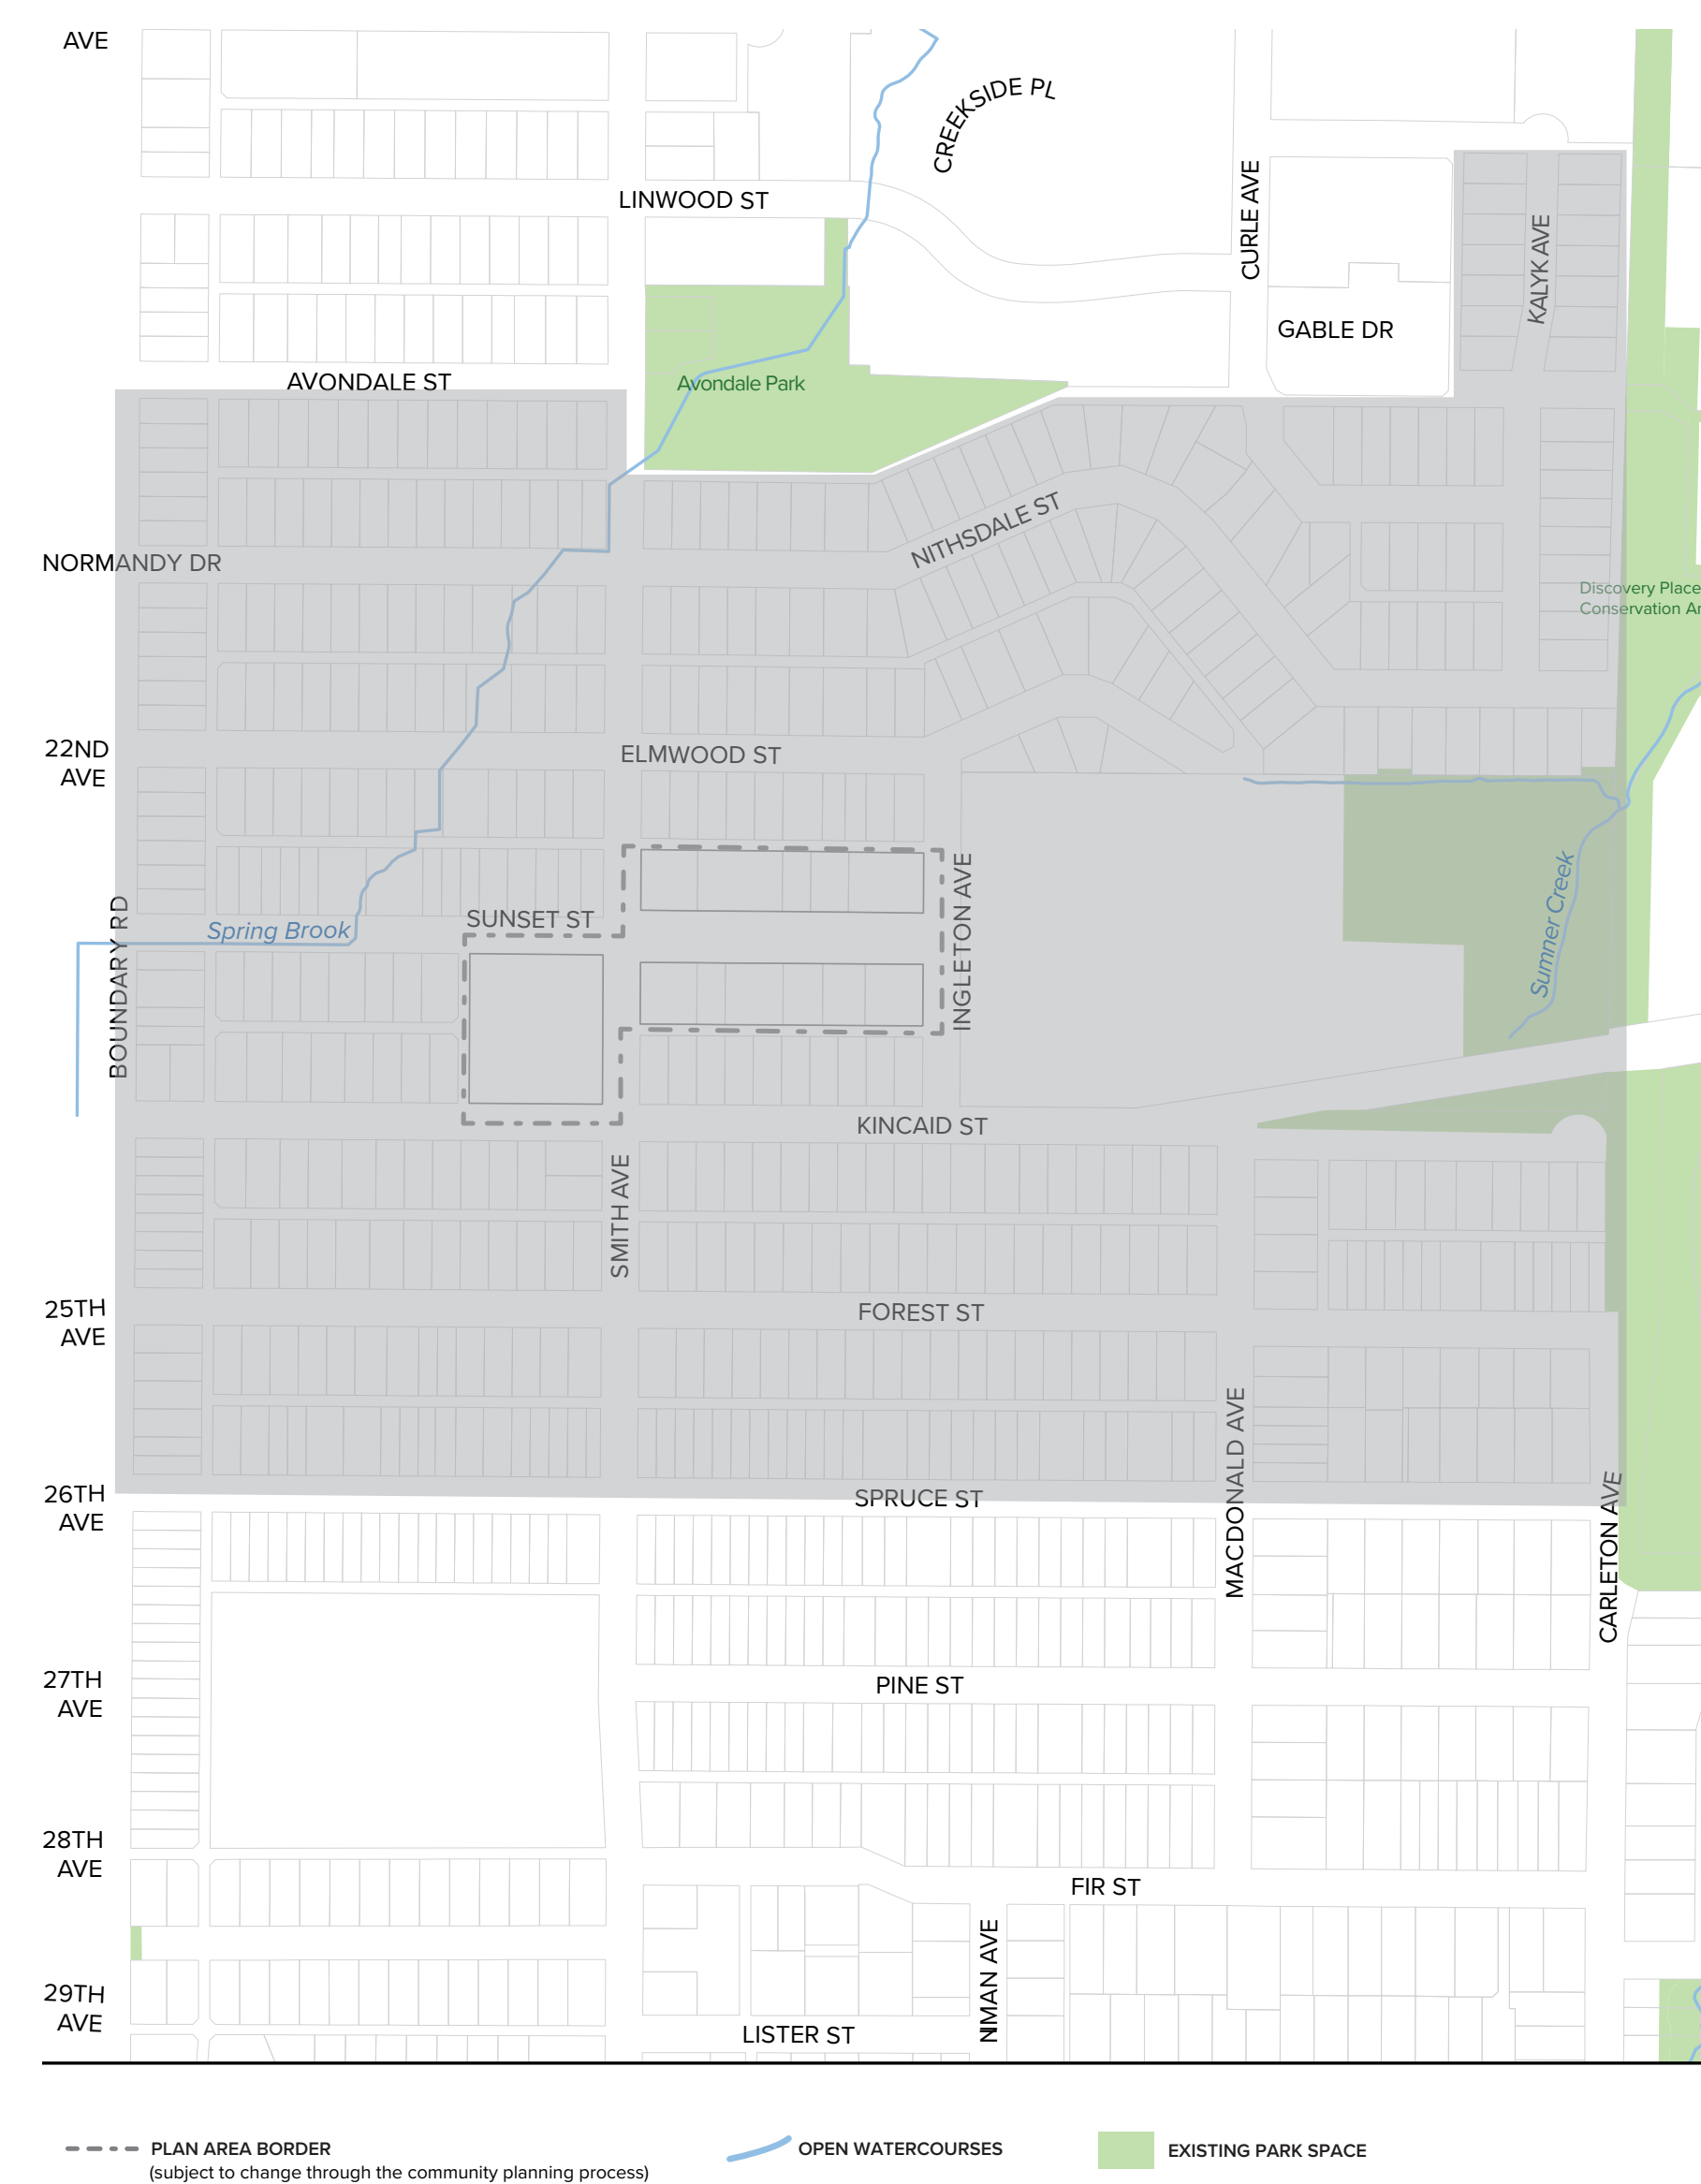 AVE
CREEKSIDE PL
LINWOOD ST
CURLE AVE
KALYK AVE
GABLE DR
AVONDALE ST
Avondale Park
NITHSDALE ST
NORMANDY DR
Discovery Place
Conservation Ar
22ND
AVE
ELMWOOD ST
BOUNDARY RD
Spring Brook
SUNSET ST
INGLETON AVE
Sumner Creek
KINCAID ST
SMITH AVE
25TH
AVE
FOREST ST
MACDONALD AVE
26TH
AVE
SPRUCE ST
CARLETON AVE
27TH
AVE
PINE ST
28TH
AVE
FIR ST
INMAN AVE
29TH
AVE
LISTER ST
PLAN AREA BORDER
(subject to change through the community planning process)
OPEN WATERCOURSES
EXISTING PARK SPACE